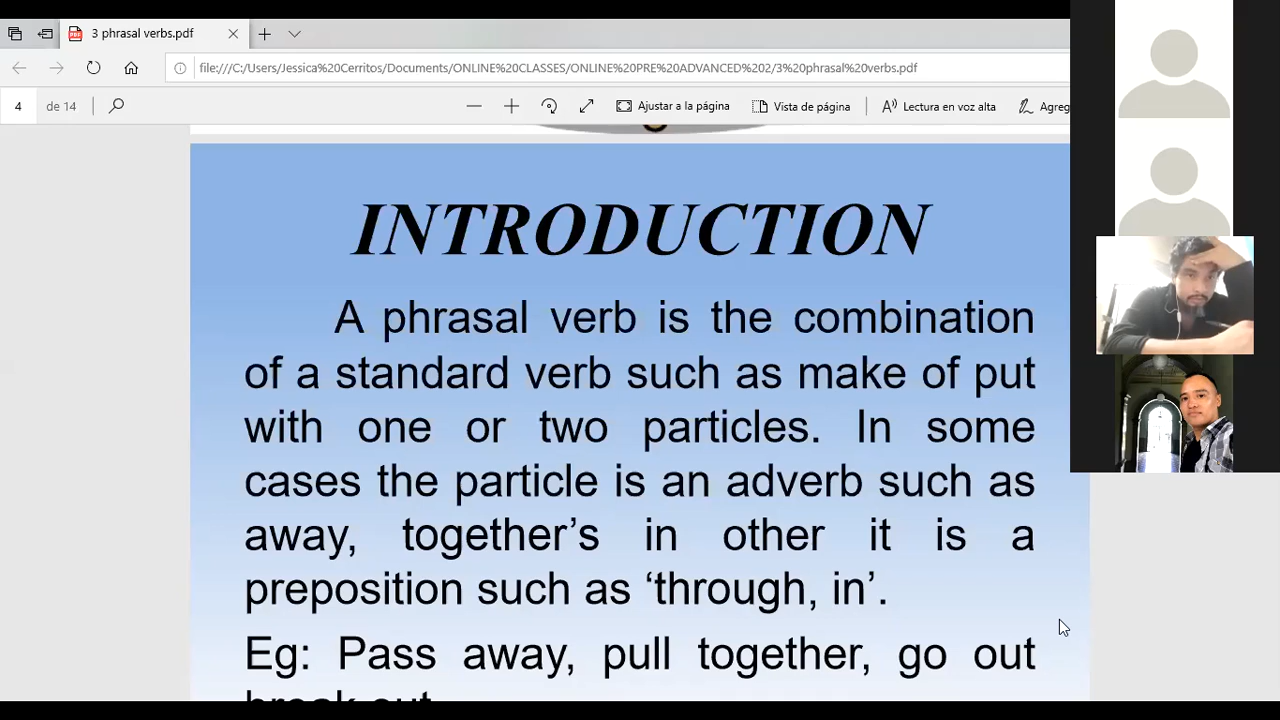 3 phrasal verbs.pdf
file:///C:/Users/Jessica%20Cerritos/Documents/ONLINE%20CLASSES/ONLINE%20PRE%20ADVANCED%202/3%20phrasal%20verbs.pdf
4 de 14 Ajustar a la página Vista de página Lectura en voz alta Agreg
INTRODUCTION
A phrasal verb is the combination
of a standard verb such as make of put
with one or two particles. In some
cases the particle is an adverb such as
away, together's in other it is a
preposition such as ‘through, in’.
Eg: Pass away, pull together, go out
break out